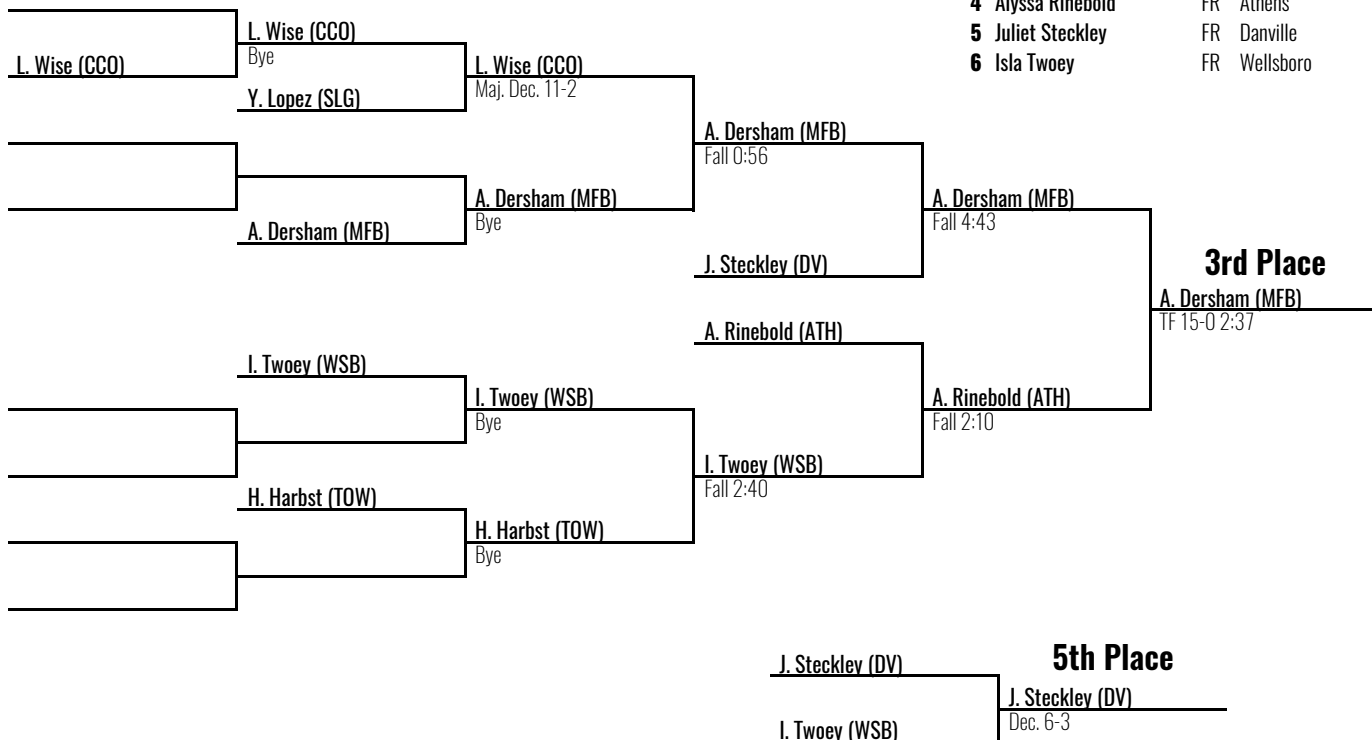 4 Alyssa Rinebold FR Athens
5 Juliet Steckley FR Danville
6 Isla Twoey FR Wellsboro
L. Wise (CCO)
L. Wise (CCO)
Bye
Y. Lopez (SLG)
L. Wise (CCO)
Maj. Dec. 11-2
A. Dersham (MFB)
A. Dersham (MFB)
Bye
A. Dersham (MFB)
Fall 0:56
J. Steckley (DV)
A. Dersham (MFB)
Fall 4:43
3rd Place
A. Dersham (MFB)
TF 15-0 2:37
A. Rinebold (ATH)
A. Rinebold (ATH)
Fall 2:10
I. Twoey (WSB)
I. Twoey (WSB)
Bye
I. Twoey (WSB)
Fall 2:40
H. Harbst (TOW)
H. Harbst (TOW)
Bye
5th Place
J. Steckley (DV)
J. Steckley (DV)
Dec. 6-3
I. Twoey (WSB)